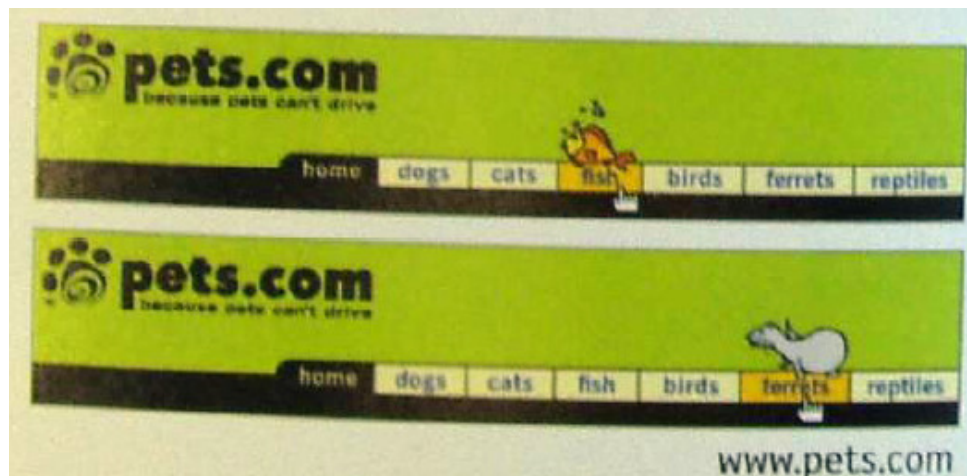 pets.com
because pets can't drive
home dogs cats fish birds ferrets reptiles
pets.com
because pets can't drive
home dogs cats fish birds ferrets reptiles
www.pets.com